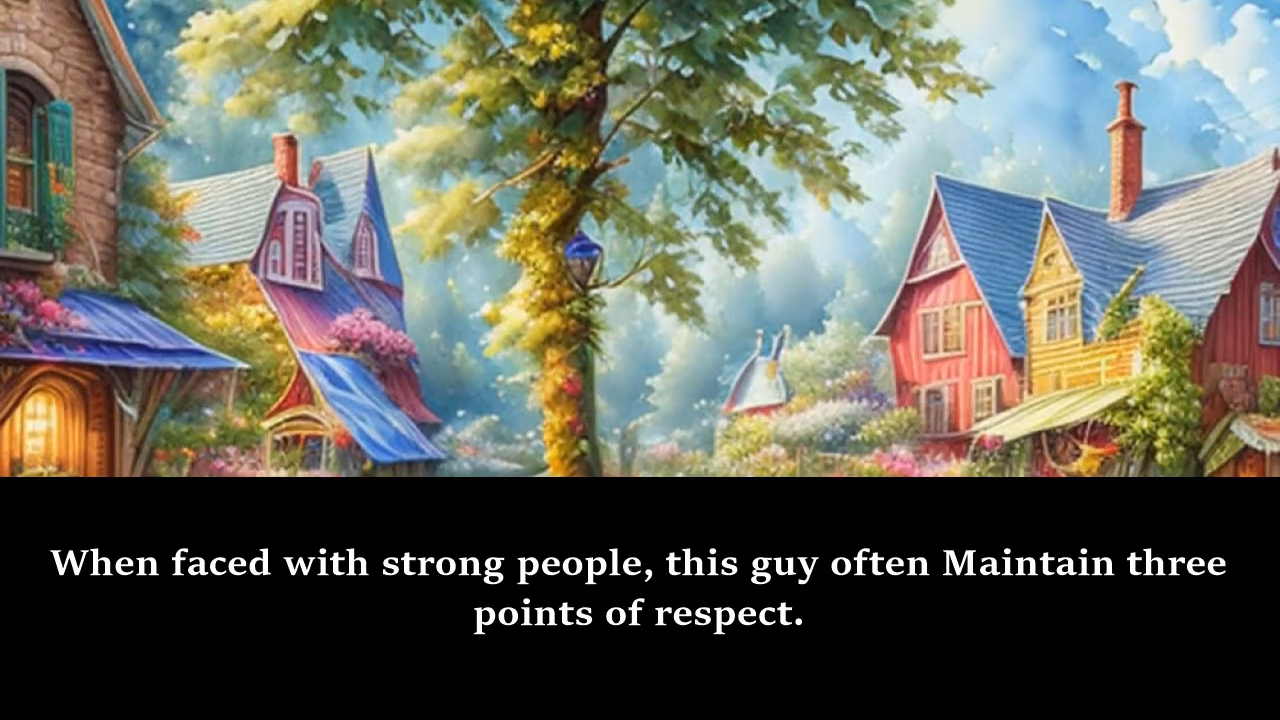 When faced with strong people, this guy often Maintain three
points of respect.